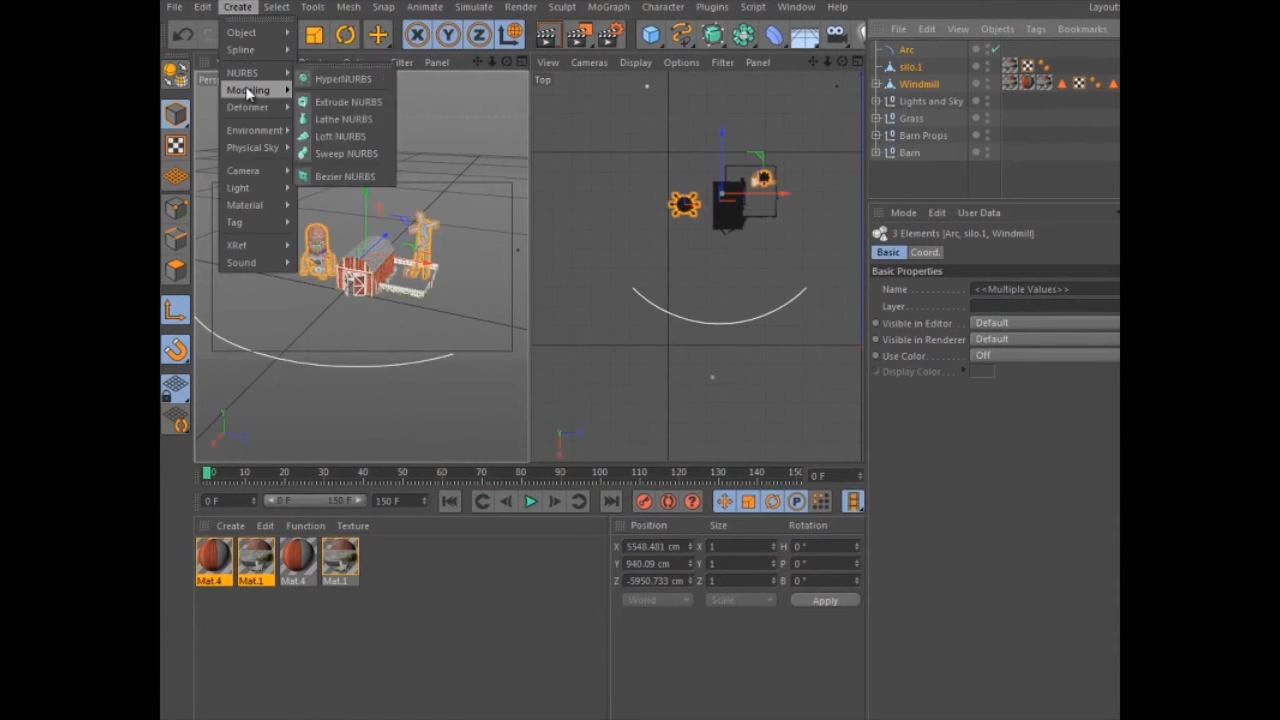 File Edit Create Select Tools Mesh Snap Animate Simulate Render Sculpt MoGraph Character Plugins Script Window Help Layout:
Object
Spline
NURBS
Modeling
Deformer
Environment
Physical Sky
Camera
Light
Material
Tag
XRef
Sound
HyperNURBS
Extrude NURBS
Lathe NURBS
Loft NURBS
Sweep NURBS
Bezier NURBS
Filter Panel
View Cameras Display Options Filter Panel
Top
X Y Z
File Edit View Objects Tags Bookmarks
Arc
silo.1
Windmill
Lights and Sky
Grass
Barn Props
Barn
Mode Edit User Data
3 Elements [Arc, silo.1, Windmill]
Basic Coord.
Basic Properties
Name <<Multiple Values>>
Layer
Visible in Editor Default
Visible in Renderer Default
Use Color Off
Display Color
0 10 20 30 40 50 60 70 80 90 100 110 120 130 140 150 0 F
0 F 0 F 150 F 150 F
Create Edit Function Texture
Mat.4 Mat.1 Mat.4 Mat.1
Position Size Rotation
X 5548.481 cm X 1 H 0 °
Y 940.09 cm Y 1 P 0 °
Z -5950.733 cm Z 1 B 0 °
World Scale Apply